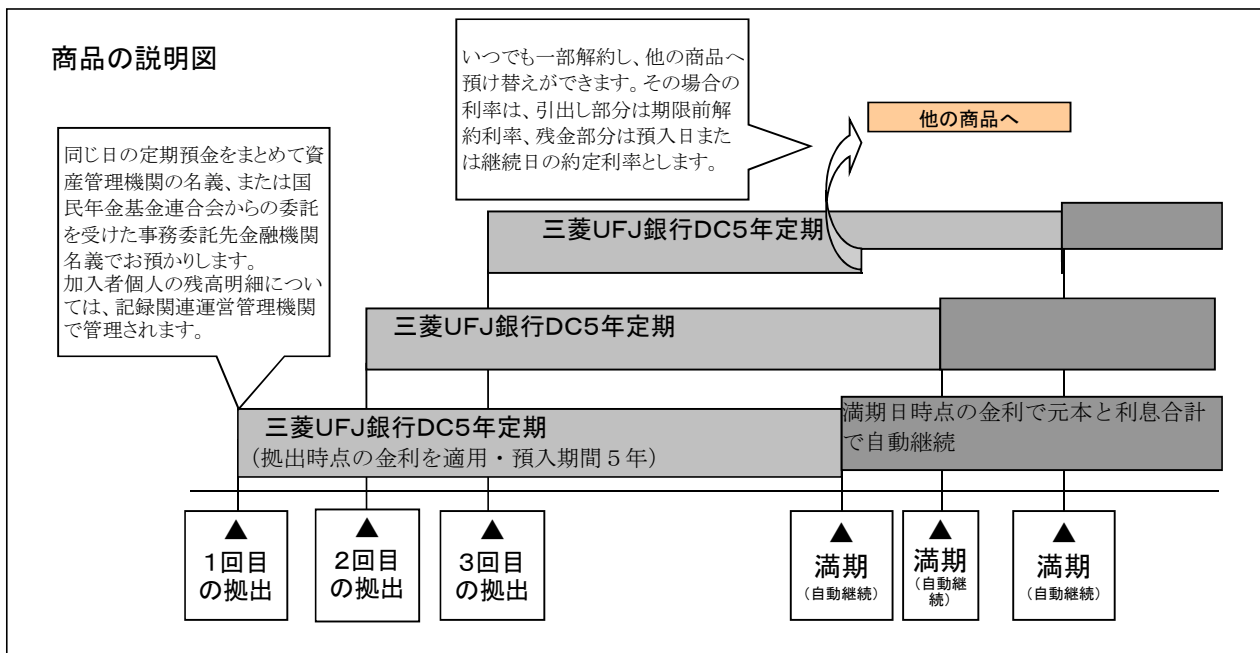 商品の説明図
いつでも一部解約し、他の商品へ
預け替えができます。その場合の
利率は、引出し部分は期限前解
約利率、残金部分は預入日また
は継続日の約定利率とします。
他の商品へ
同じ日の定期預金をまとめて資
産管理機関の名義、または国
民年金基金連合会からの委託
を受けた事務委託先金融機関
名義でお預かりします。
加入者個人の残高明細につい
ては、記録関連運営管理機関
で管理されます。
三菱UFJ銀行DC5年定期
三菱UFJ銀行DC5年定期
三菱UFJ銀行DC5年定期
(拠出時点の金利を適用・預入期間5年)
満期日時点の金利で元本と利息合計
で自動継続
▲
1回目
の拠出
▲
2回目
の拠出
▲
3回目
の拠出
▲
満期
(自動継続)
▲
満期
(自動継
続)
▲
満期
(自動継続)